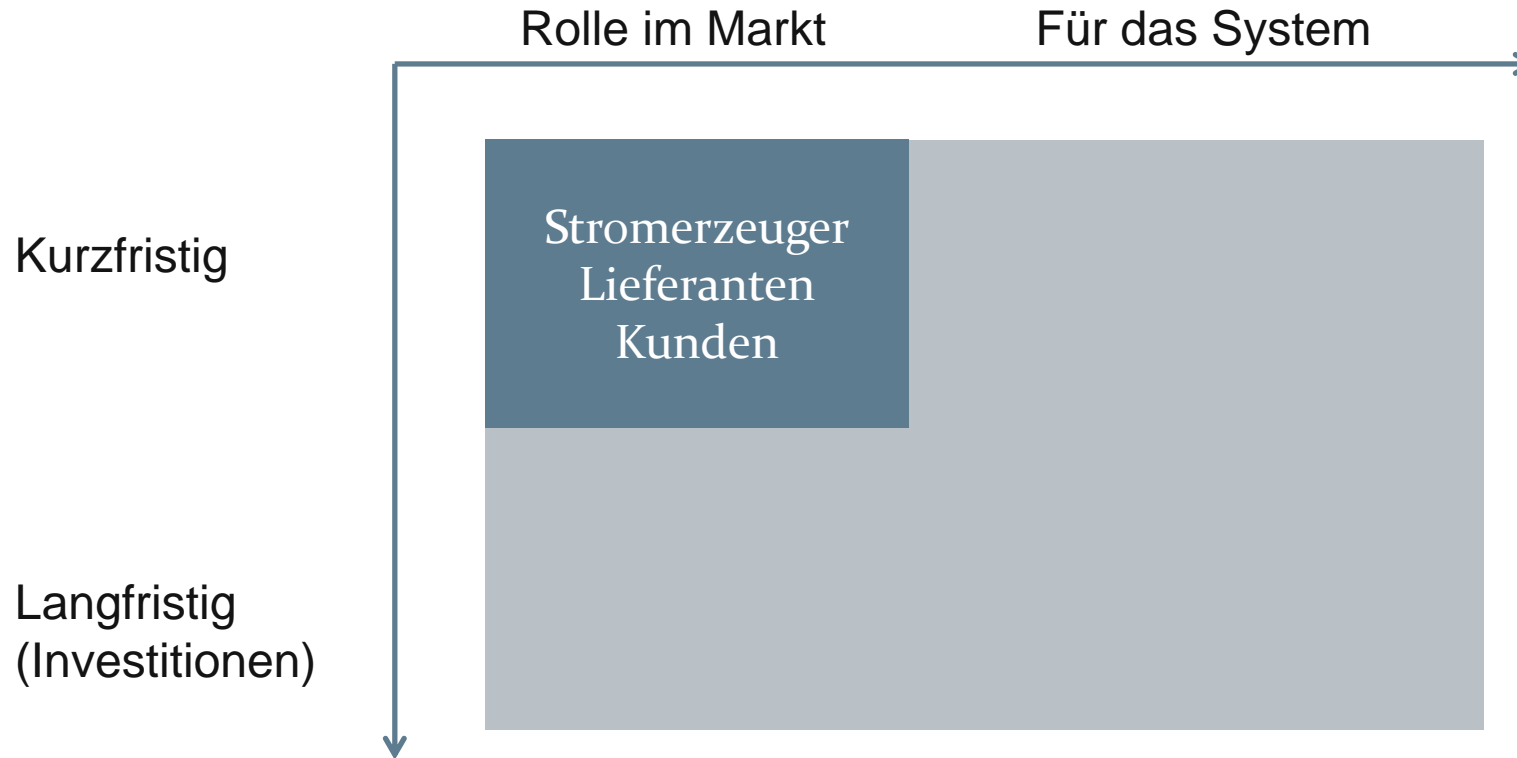 Rolle im Markt
Für das System
Kurzfristig
Stromerzeuger
Lieferanten
Kunden
Langfristig
(Investitionen)